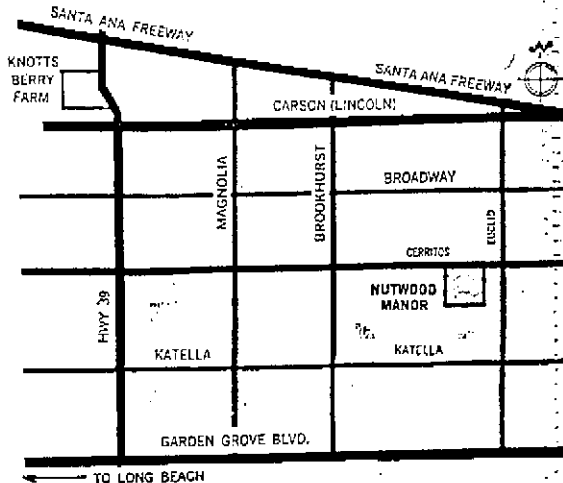 SANTA ANA FREEWAY
KNOTTS
BERRY
FARM
SANTA ANA FREEWAY
CARSON (LINCOLN)
MAGNOLIA
BROOKHURST
BROADWAY
EUCLID
CERRITOS
NUTWOOD
MANOR
HWY 39
KATELLA
KATELLA
GARDEN GROVE BLVD.
TO LONG BEACH